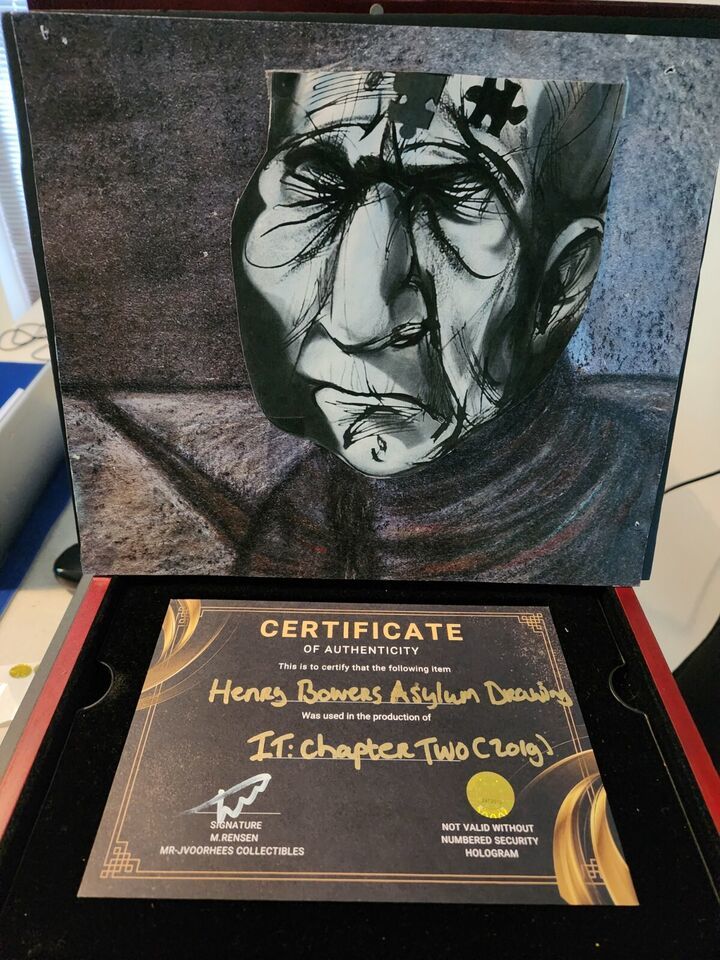 CERTIFICATE
OF AUTHENTICITY
This is to certify that the following item
Henry Bowers Asylum Drawing
Was used in the production of
IT: Chapter Two (2019)
SIGNATURE
M.RENSEN
MR-JVOORHEES COLLECTIBLES
NOT VALID WITHOUT
NUMBERED SECURITY
HOLOGRAM